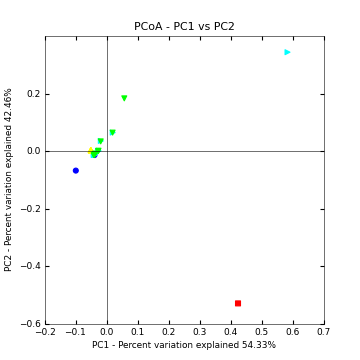 PCoA - PC1 vs PC2
PC2 - Percent variation explained 42.46%
0.2
0.0
−0.2
−0.4
−0.6
−0.2 −0.1 0.0 0.1 0.2 0.3 0.4 0.5 0.6 0.7
PC1 - Percent variation explained 54.33%